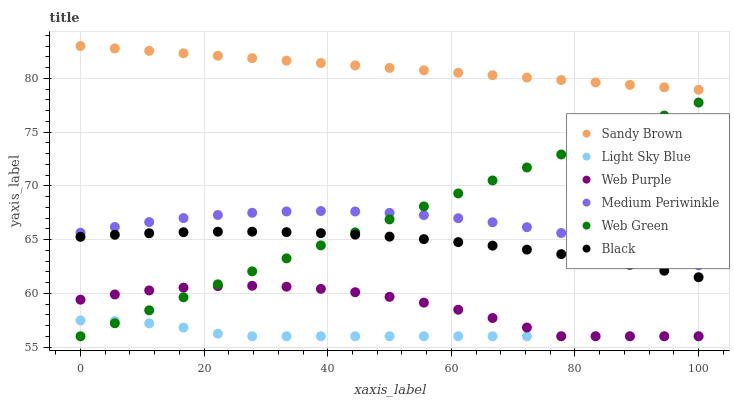 title
yaxis_label
80
75
70
65
60
55
0 20 40 60 80 100
xaxis_label
Sandy Brown
Light Sky Blue
Web Purple
Medium Periwinkle
Web Green
Black